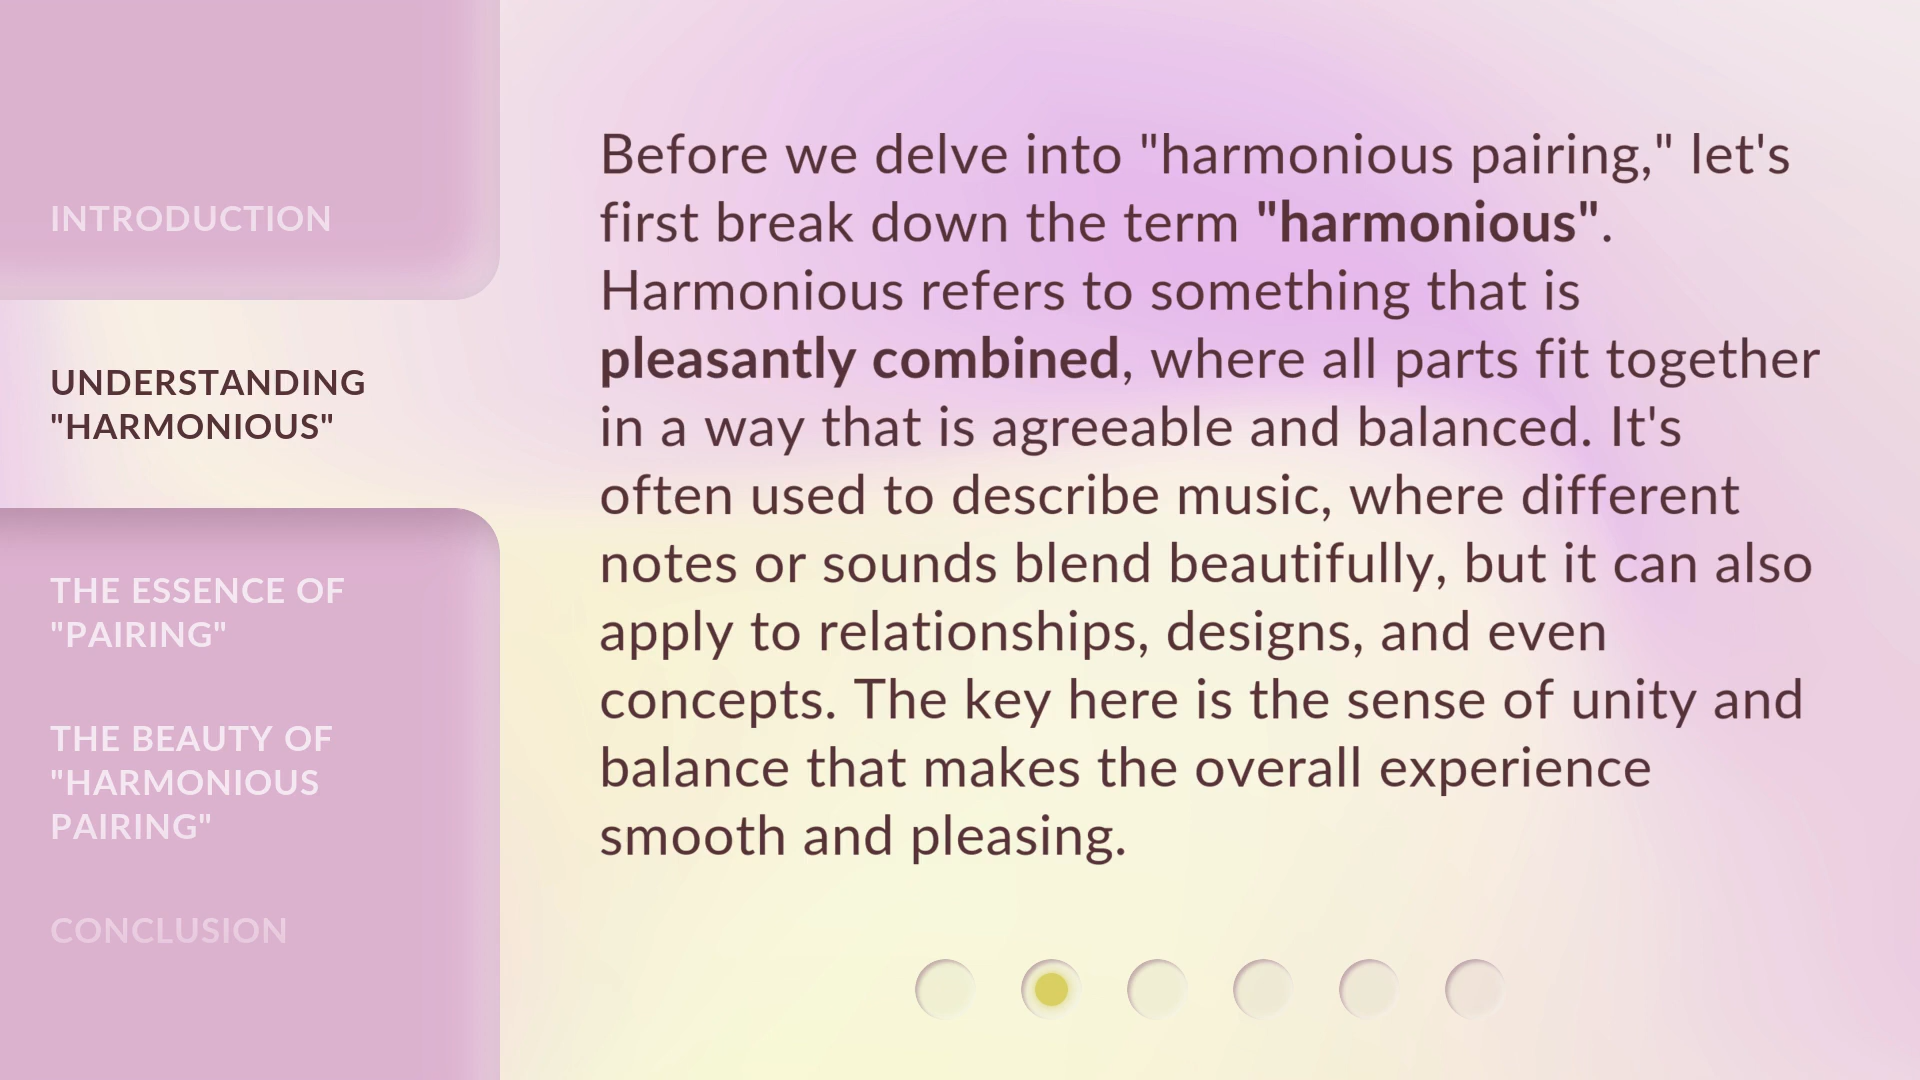 INTRODUCTION
UNDERSTANDING
"HARMONIOUS"
THE ESSENCE OF
"PAIRING"
THE BEAUTY OF
"HARMONIOUS
PAIRING"
CONCLUSION
Before we delve into "harmonious pairing," let's
first break down the term "harmonious".
Harmonious refers to something that is
pleasantly combined, where all parts fit together
in a way that is agreeable and balanced. It's
often used to describe music, where different
notes or sounds blend beautifully, but it can also
apply to relationships, designs, and even
concepts. The key here is the sense of unity and
balance that makes the overall experience
smooth and pleasing.